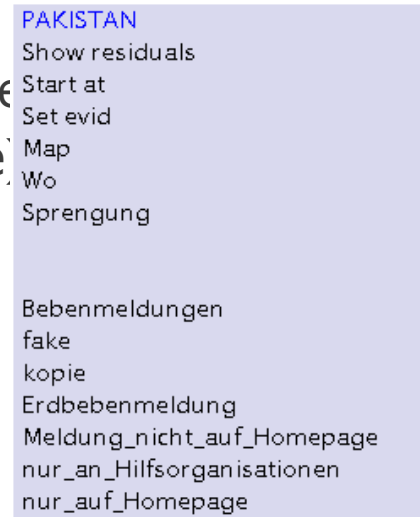 PAKISTAN
Show residuals
Start at
Set evid
Map
Wo
Sprengung
Bebenmeldungen
fake
kopie
Erdbebenmeldung
Meldung_nicht_auf_Homepage
nur_an_Hilfsorganisationen
nur_auf_Homepage